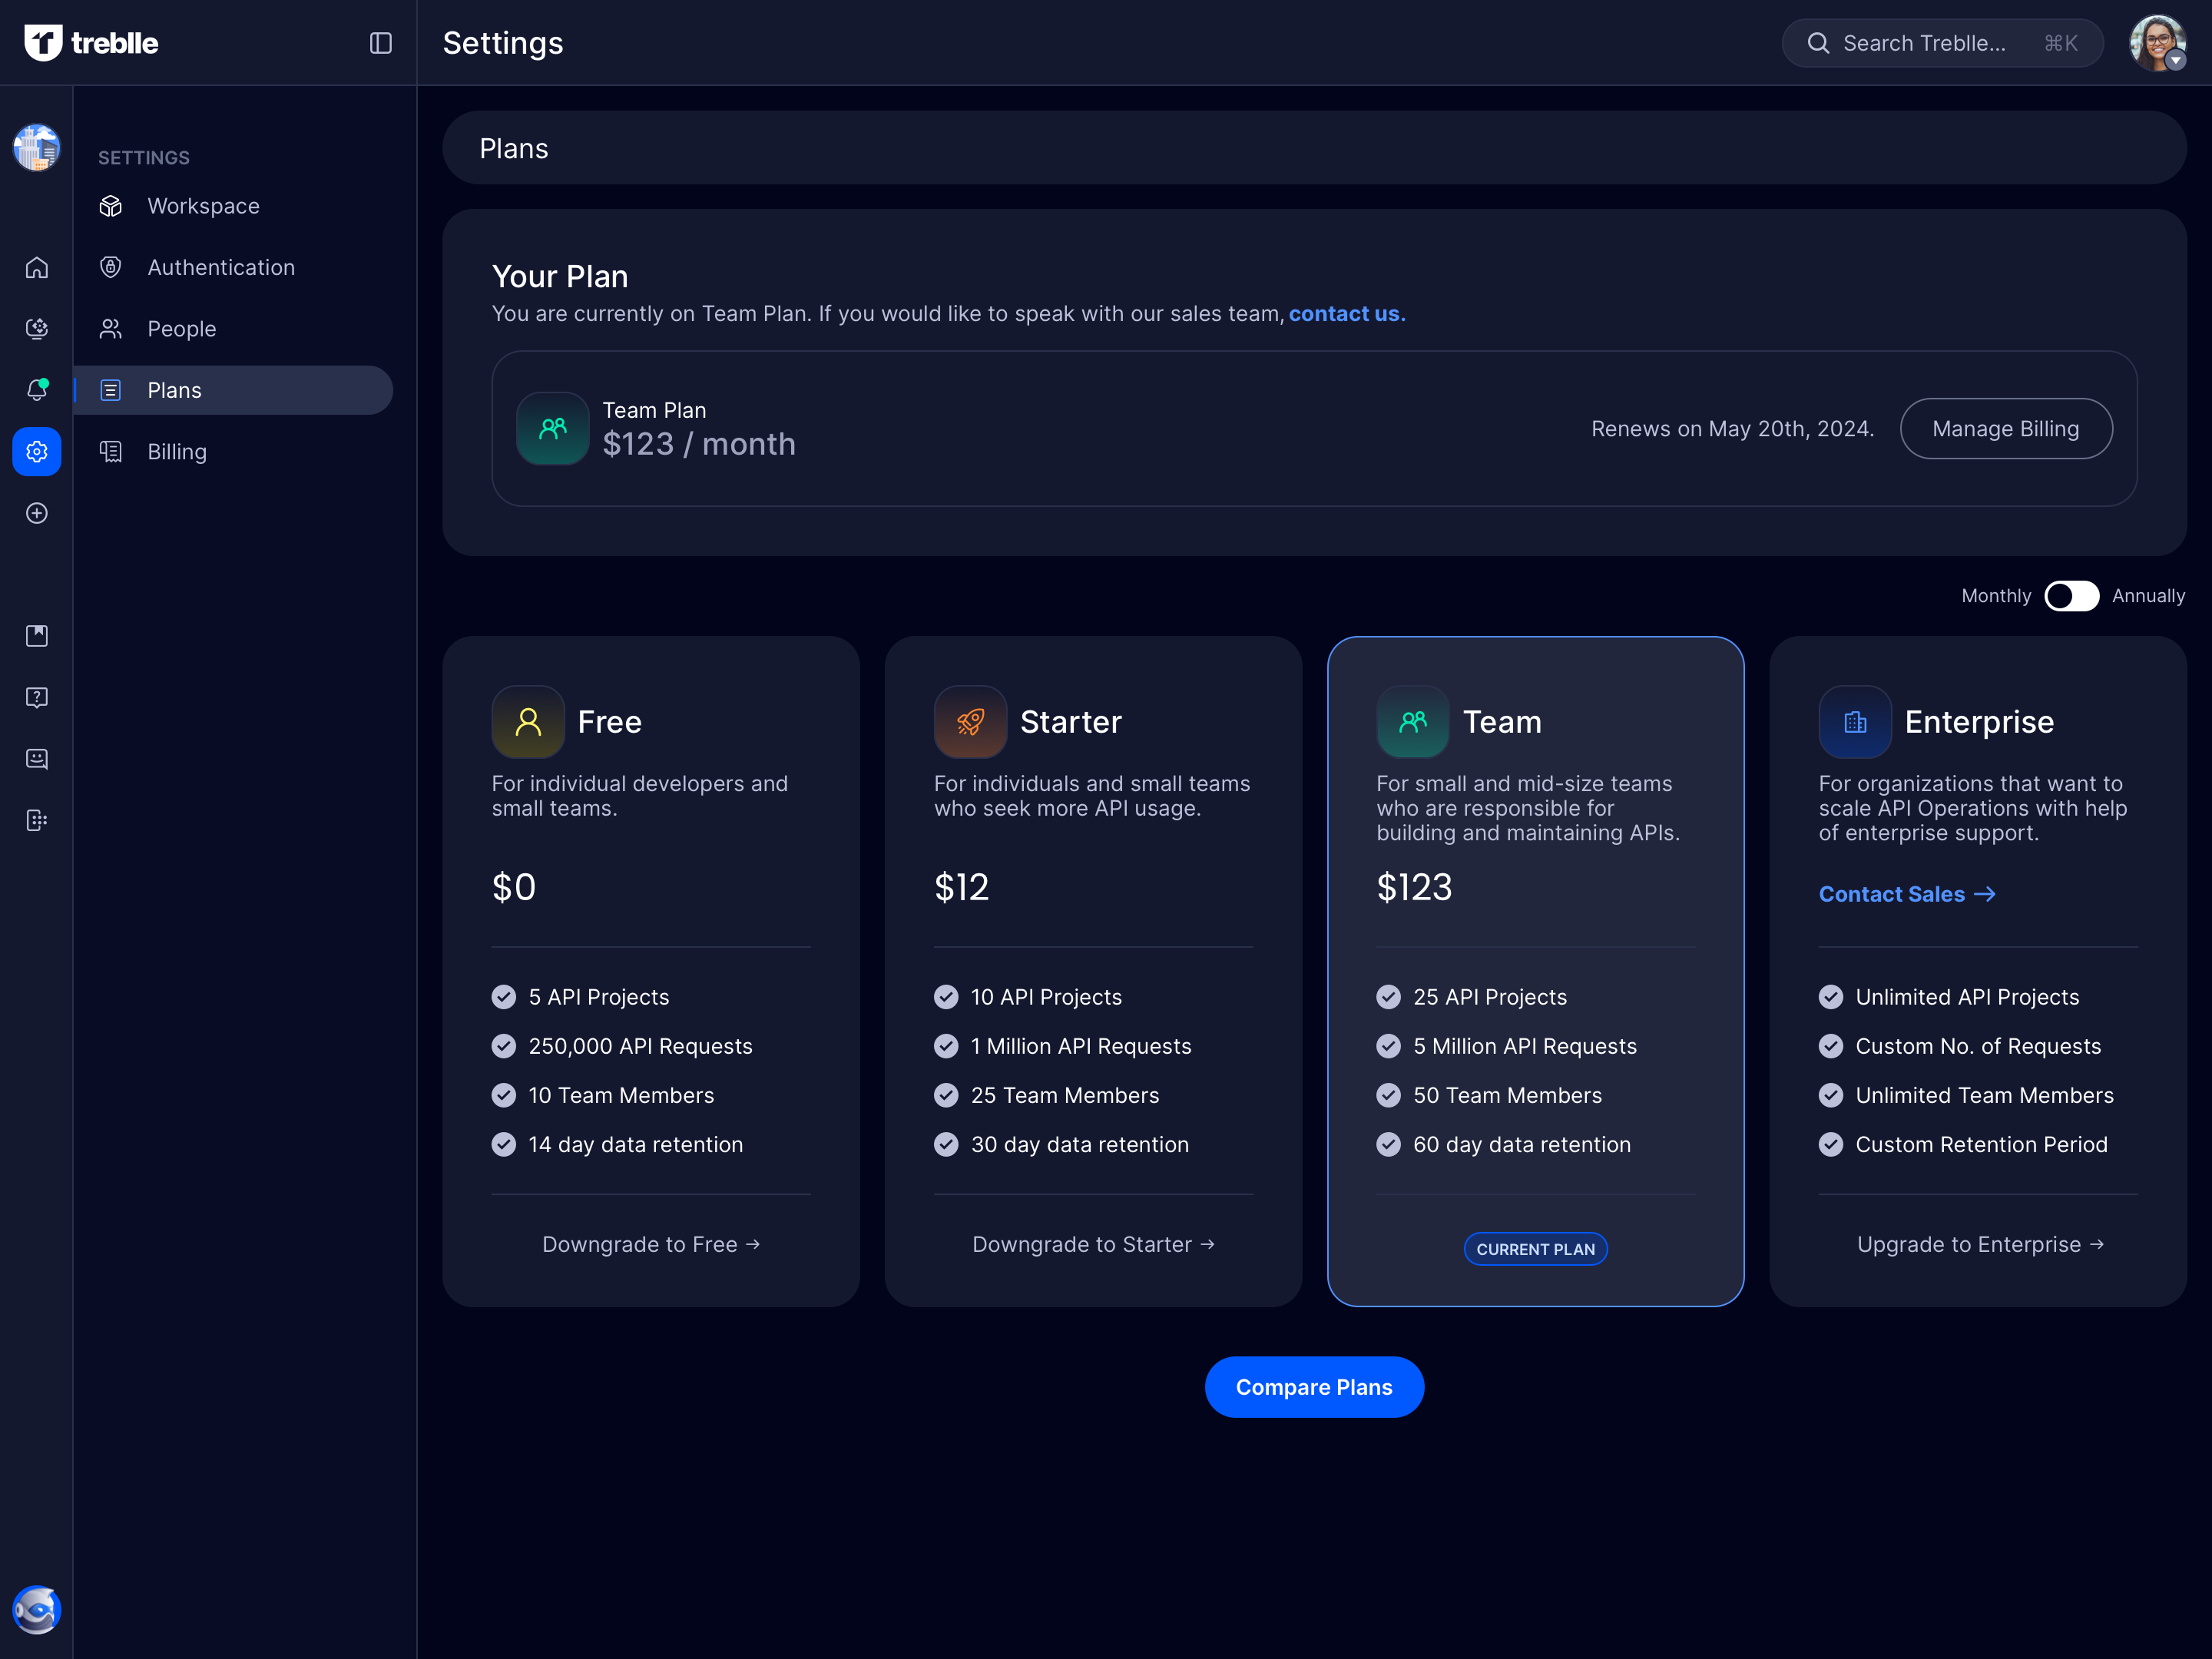 treblle
Settings
Search Treblle...
⌘K
SETTINGS
Workspace
Authentication
People
Plans
Billing
Plans
Your Plan
You are currently on Team Plan. If you would like to speak with our sales team, contact us.
Team Plan
$123 / month
Renews on May 20th, 2024.
Manage Billing
Monthly
Annually
Free
For individual developers and
small teams.
$0
5 API Projects
250,000 API Requests
10 Team Members
14 day data retention
Downgrade to Free →
Starter
For individuals and small teams
who seek more API usage.
$12
10 API Projects
1 Million API Requests
25 Team Members
30 day data retention
Downgrade to Starter →
Team
For small and mid-size teams
who are responsible for
building and maintaining APIs.
$123
25 API Projects
5 Million API Requests
50 Team Members
60 day data retention
CURRENT PLAN
Enterprise
For organizations that want to
scale API Operations with help
of enterprise support.
Contact Sales →
Unlimited API Projects
Custom No. of Requests
Unlimited Team Members
Custom Retention Period
Upgrade to Enterprise →
Compare Plans